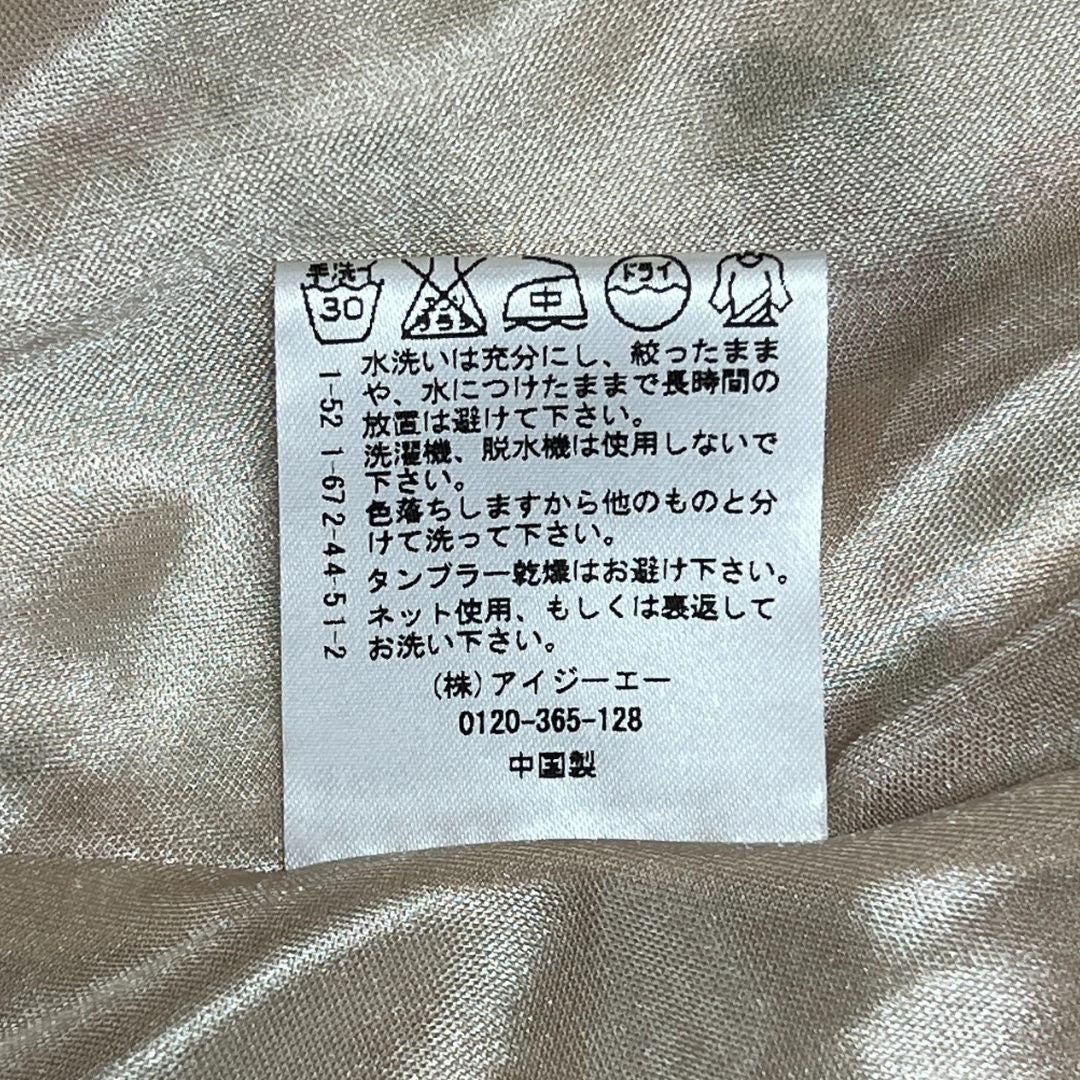 手洗イ
30
エンソ
サラシ
中
ドライ
水洗いは充分にし、絞ったまま
や、水につけたままで長時間の
放置は避けて下さい。
洗濯機、脱水機は使用しないで
下さい。
色落ちしますから他のものと分
けて洗って下さい。
タンブラー乾燥はお避け下さい。
ネット使用、もしくは裏返して
お洗い下さい。
1-52 1-672-44-51-2
(株)アイジーエー
0120-365-128
中国製